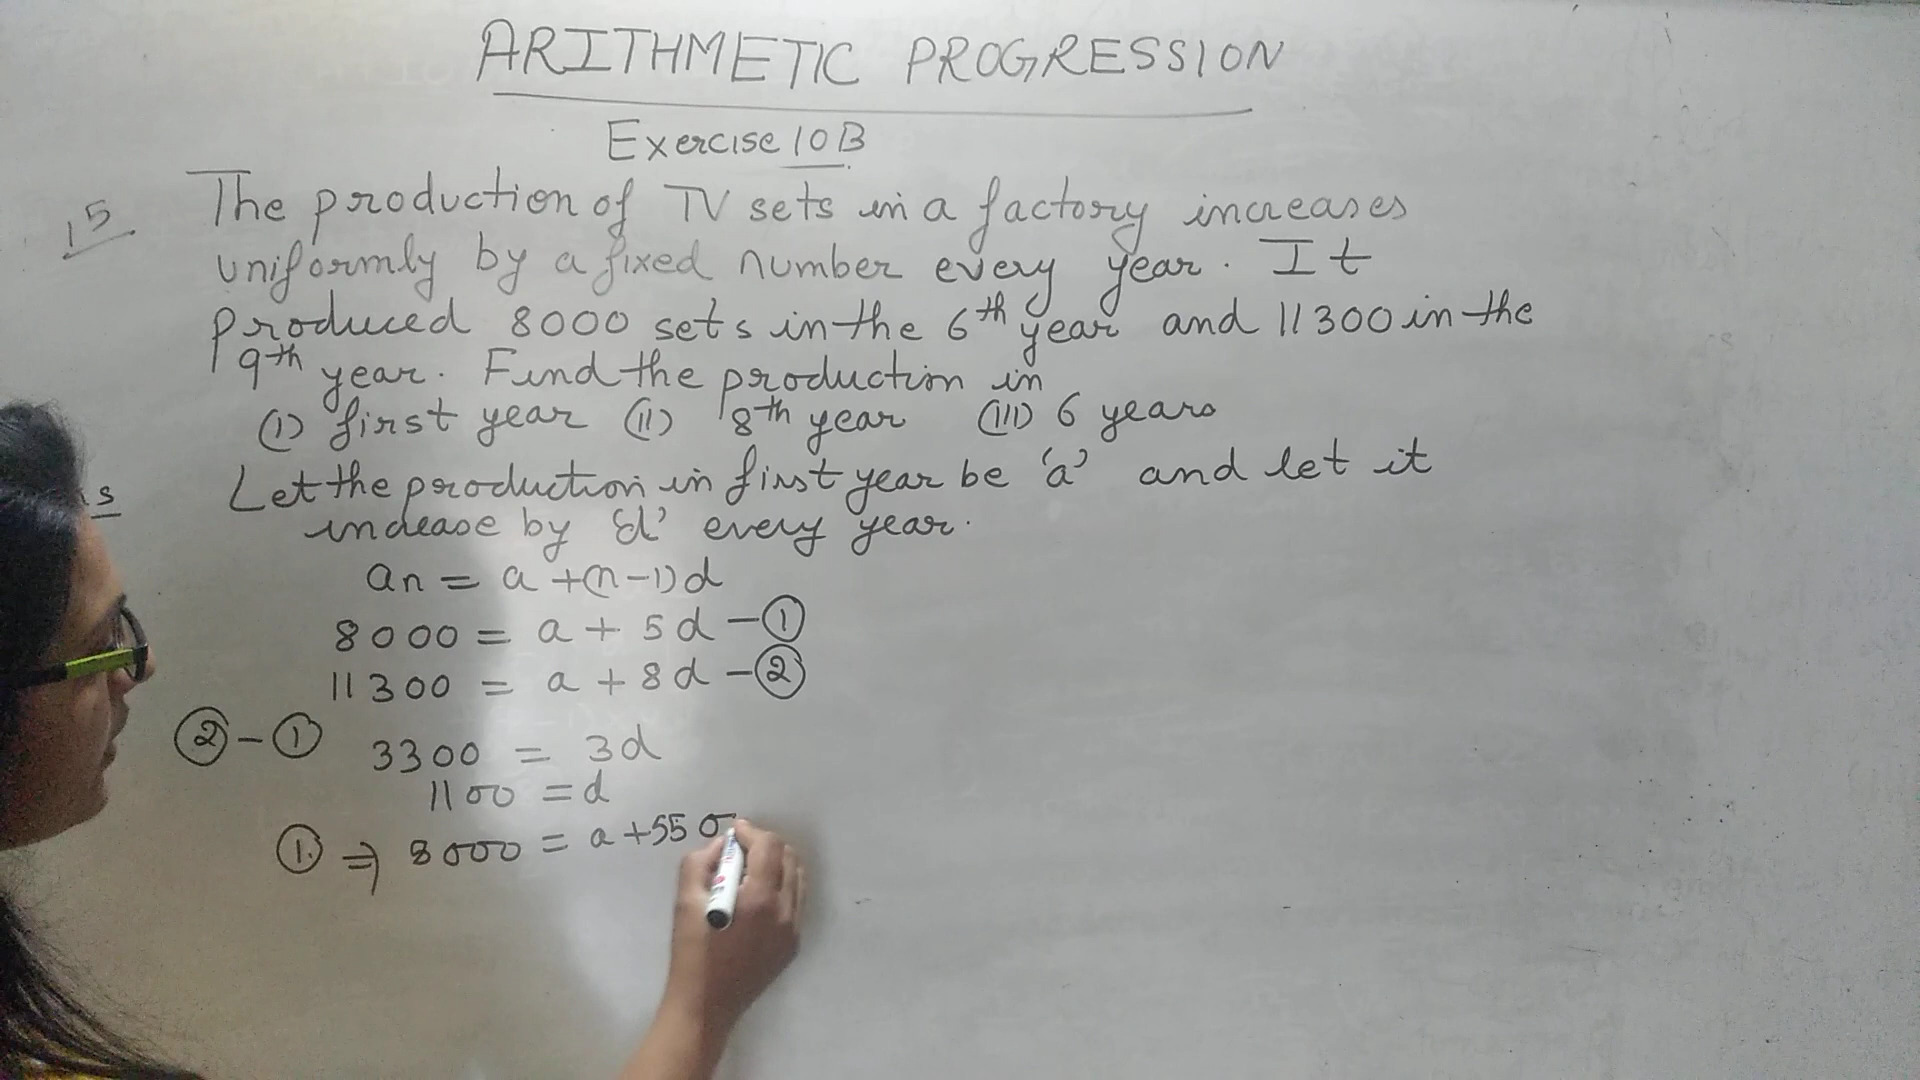 ARITHMETIC PROGRESSION
Exercise 10B
15. The production of TV sets in a factory increases
uniformly by a fixed number every year. It
produced 8000 sets in the 6th year and 11300 in the
9th year. Find the production in
(i) first year (ii) 8th year (iii) 6 years
s Let the production in first year be 'a' and let it
increase by 'd' every year.
an = a + (n-1)d
8000 = a + 5d - ①
11300 = a + 8d - ②
② - ① 3300 = 3d
1100 = d
① ⇒ 8000 = a + 550